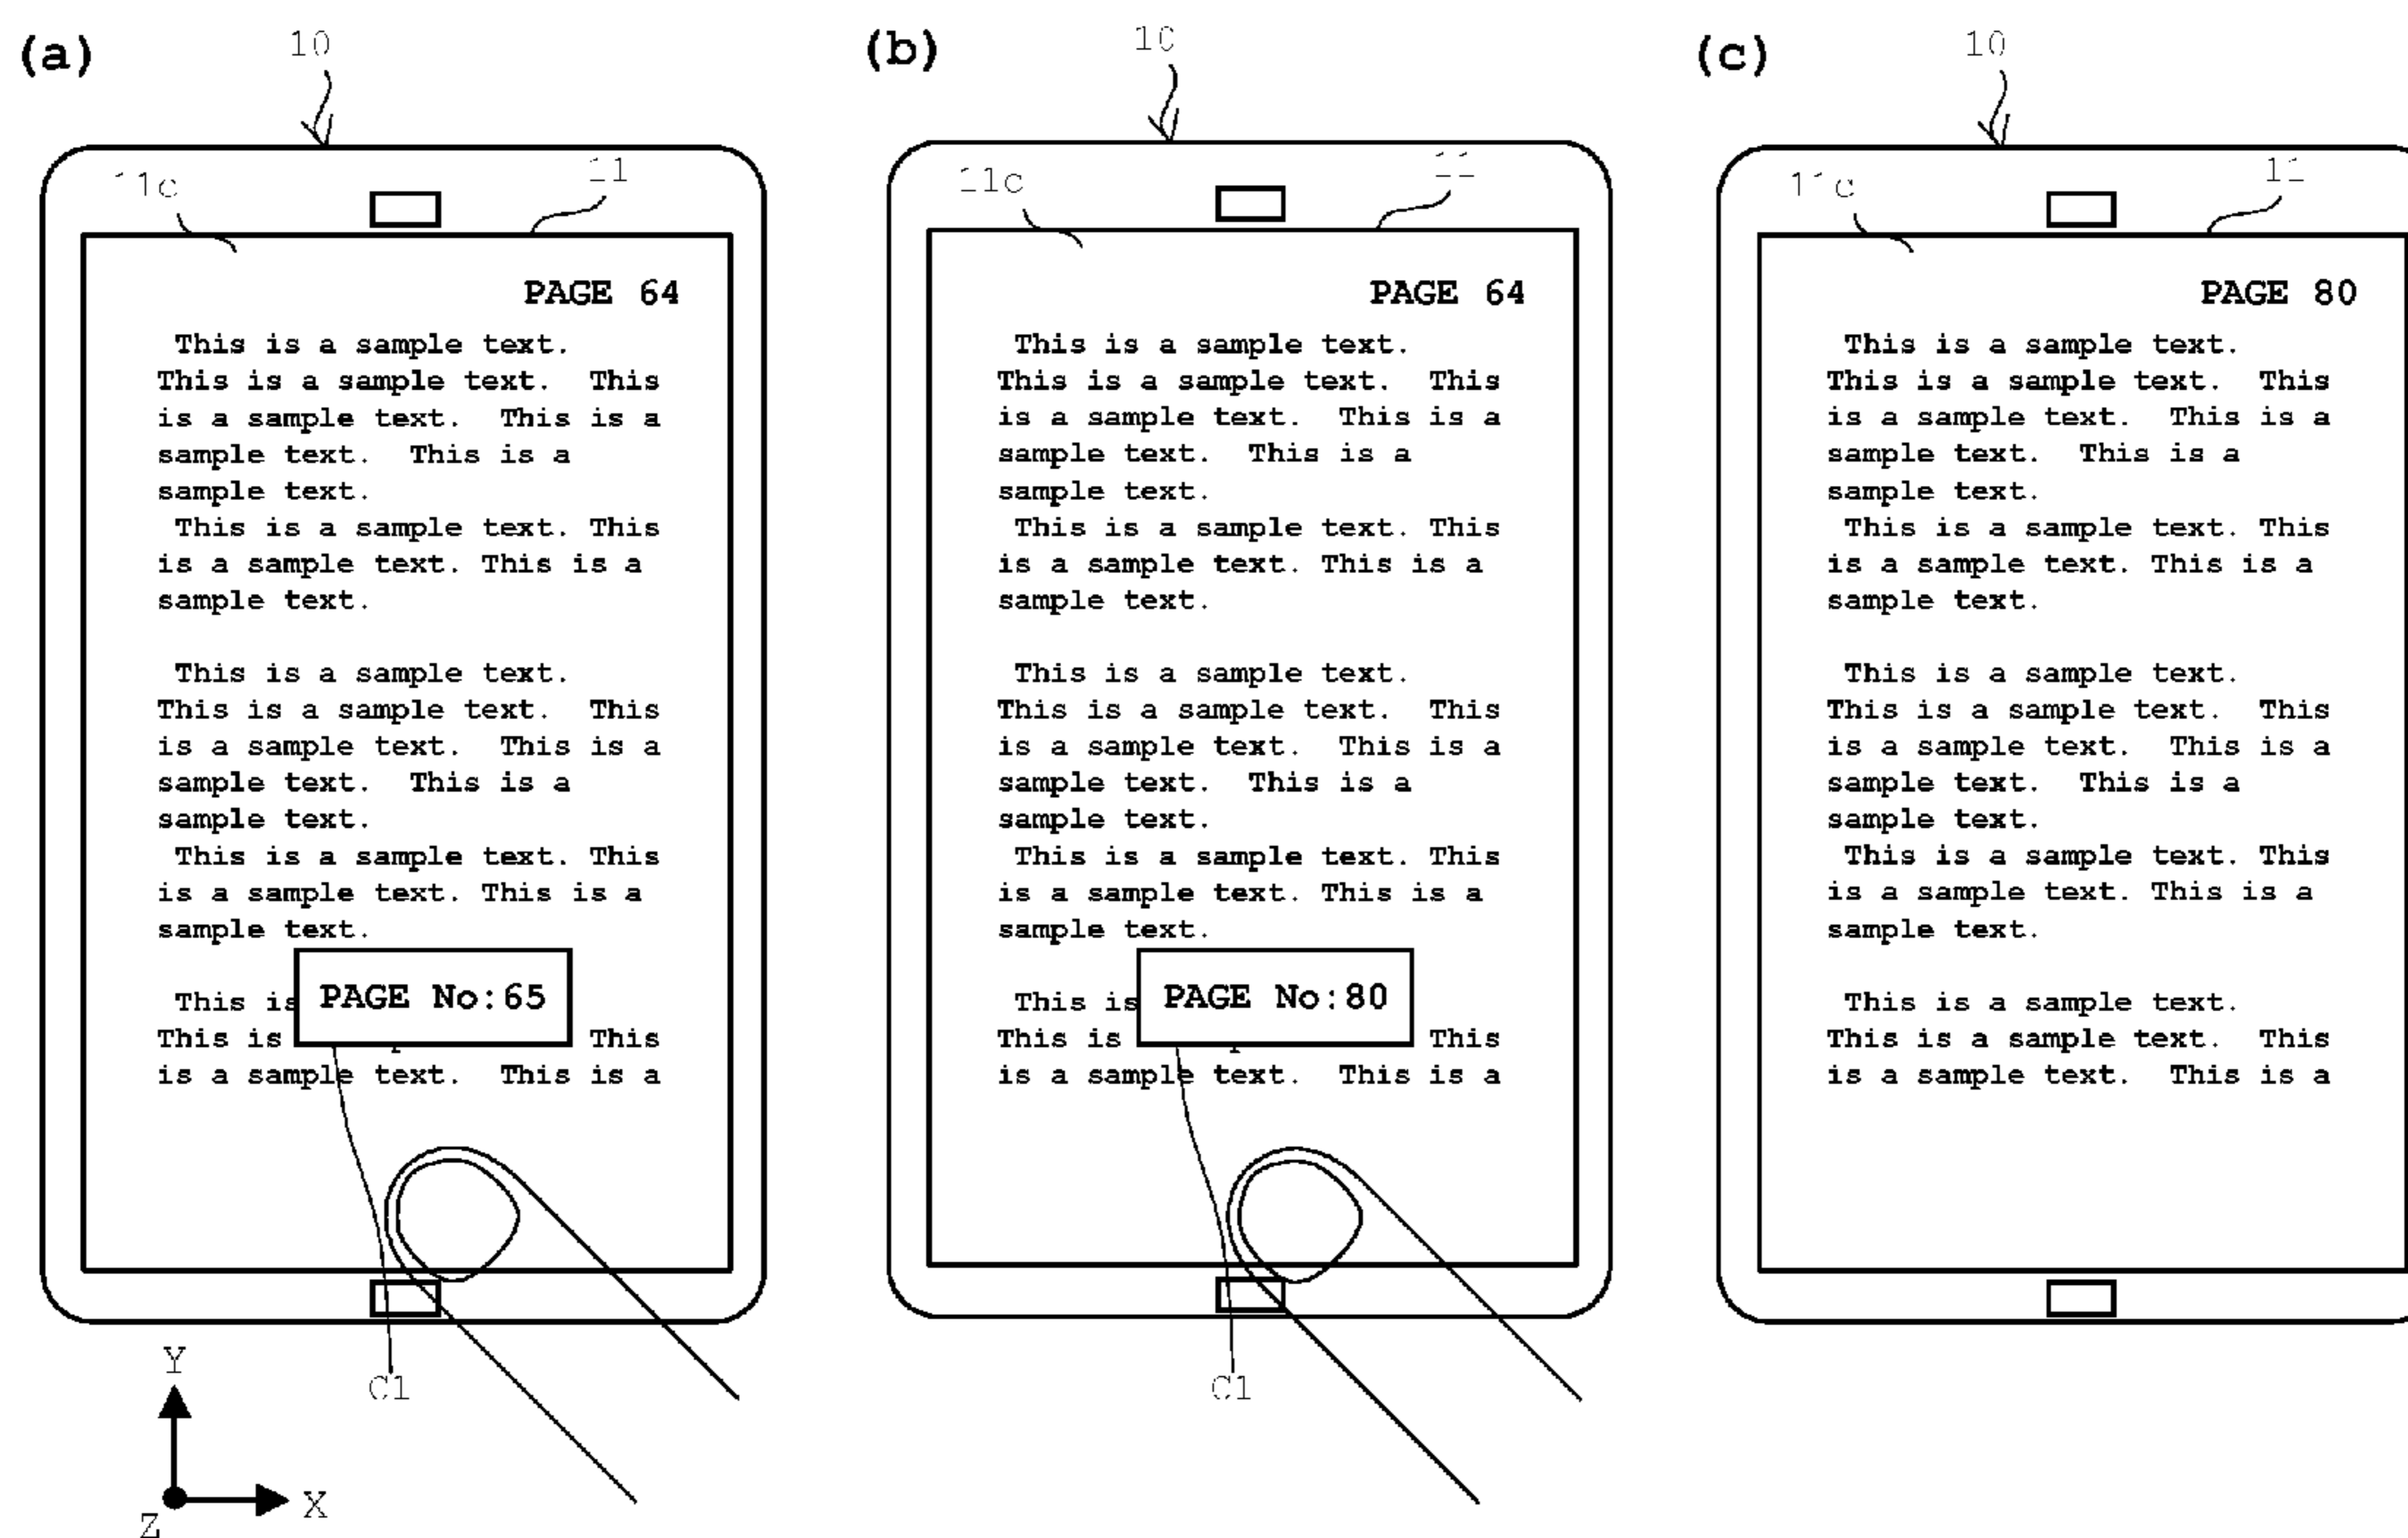 (a)
10
11c
11
PAGE 64
This is a sample text.
This is a sample text.  This
is a sample text.  This is a
sample text.  This is a
sample text.
This is a sample text. This
is a sample text. This is a
sample text.
This is a sample text.
This is a sample text.  This
is a sample text.  This is a
sample text.  This is a
sample text.
This is a sample text. This
is a sample text. This is a
sample text.
This is
PAGE No:65
This is This
is a sample text.  This is a
C1
Y
X
Z
(b)
10
11c
11
PAGE 64
This is a sample text.
This is a sample text.  This
is a sample text.  This is a
sample text.  This is a
sample text.
This is a sample text. This
is a sample text. This is a
sample text.
This is a sample text.
This is a sample text.  This
is a sample text.  This is a
sample text.  This is a
sample text.
This is a sample text. This
is a sample text. This is a
sample text.
This is
PAGE No:80
This is This
is a sample text.  This is a
C1
(c)
10
11c
11
PAGE 80
This is a sample text.
This is a sample text.  This
is a sample text.  This is a
sample text.  This is a
sample text.
This is a sample text. This
is a sample text. This is a
sample text.
This is a sample text.
This is a sample text.  This
is a sample text.  This is a
sample text.  This is a
sample text.
This is a sample text. This
is a sample text. This is a
sample text.
This is a sample text.
This is a sample text.  This
is a sample text.  This is a